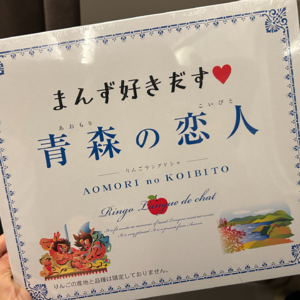 まんず好きだす♥
あおもり こいびと
青森の恋人
りんごラングドシャ
AOMORI no KOIBITO
Ringo Langue de chat
りんごの産地と品種は限定しておりません。